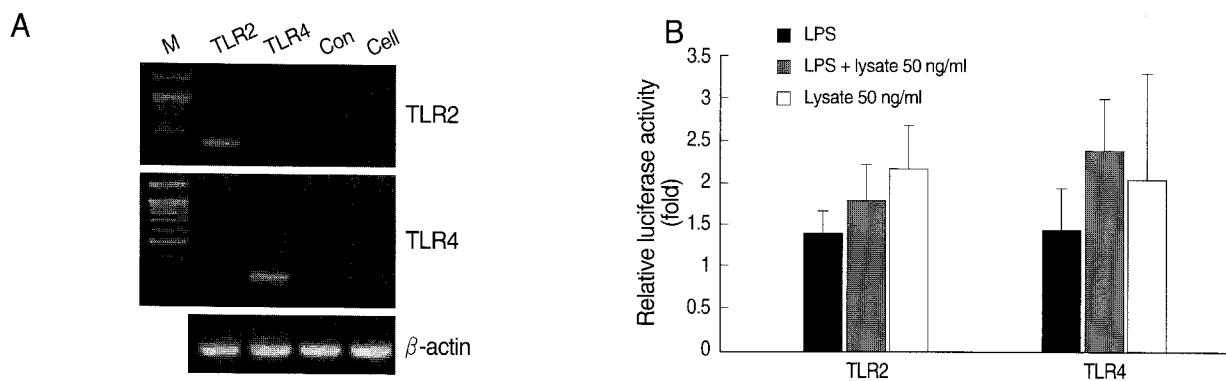 A
M TLR2 TLR4 Con Cell
TLR2
TLR4
β-actin
B
LPS
LPS + lysate 50 ng/ml
Lysate 50 ng/ml
Relative luciferase activity
(fold)
3.5
3
2.5
2
1.5
1
0.5
0
TLR2 TLR4